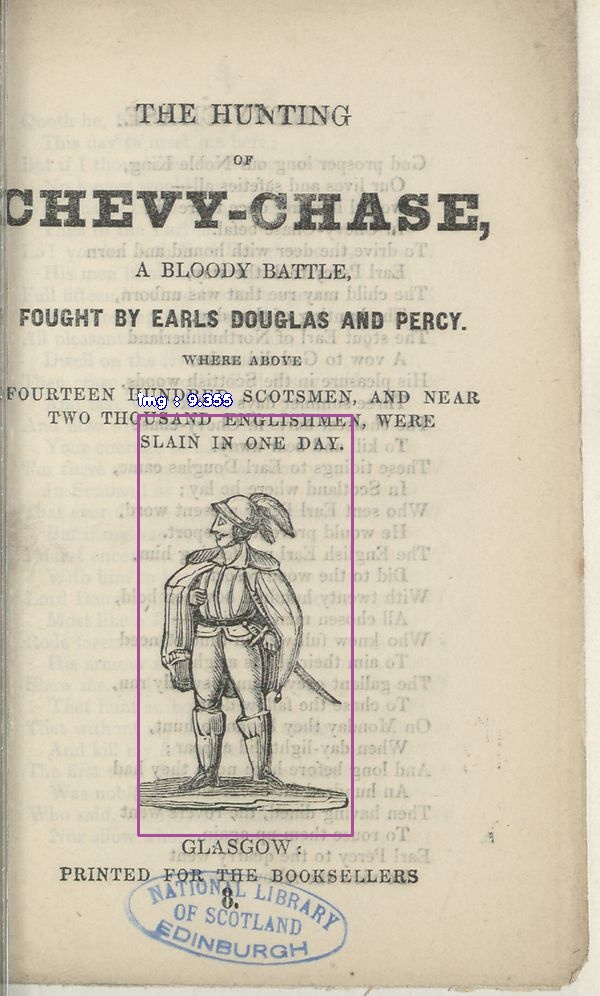 THE HUNTING
OF
CHEVY-CHASE,
A BLOODY BATTLE,
FOUGHT BY EARLS DOUGLAS AND PERCY.
WHERE ABOVE
FOURTEEN HUNDRED SCOTSMEN, AND NEAR
img : 9.355
TWO THOUSAND ENGLISHMEN, WERE
SLAIN IN ONE DAY.
GLASGOW:
PRINTED FOR THE BOOKSELLERS
8.
NATIONAL LIBRARY
OF SCOTLAND
EDINBURGH